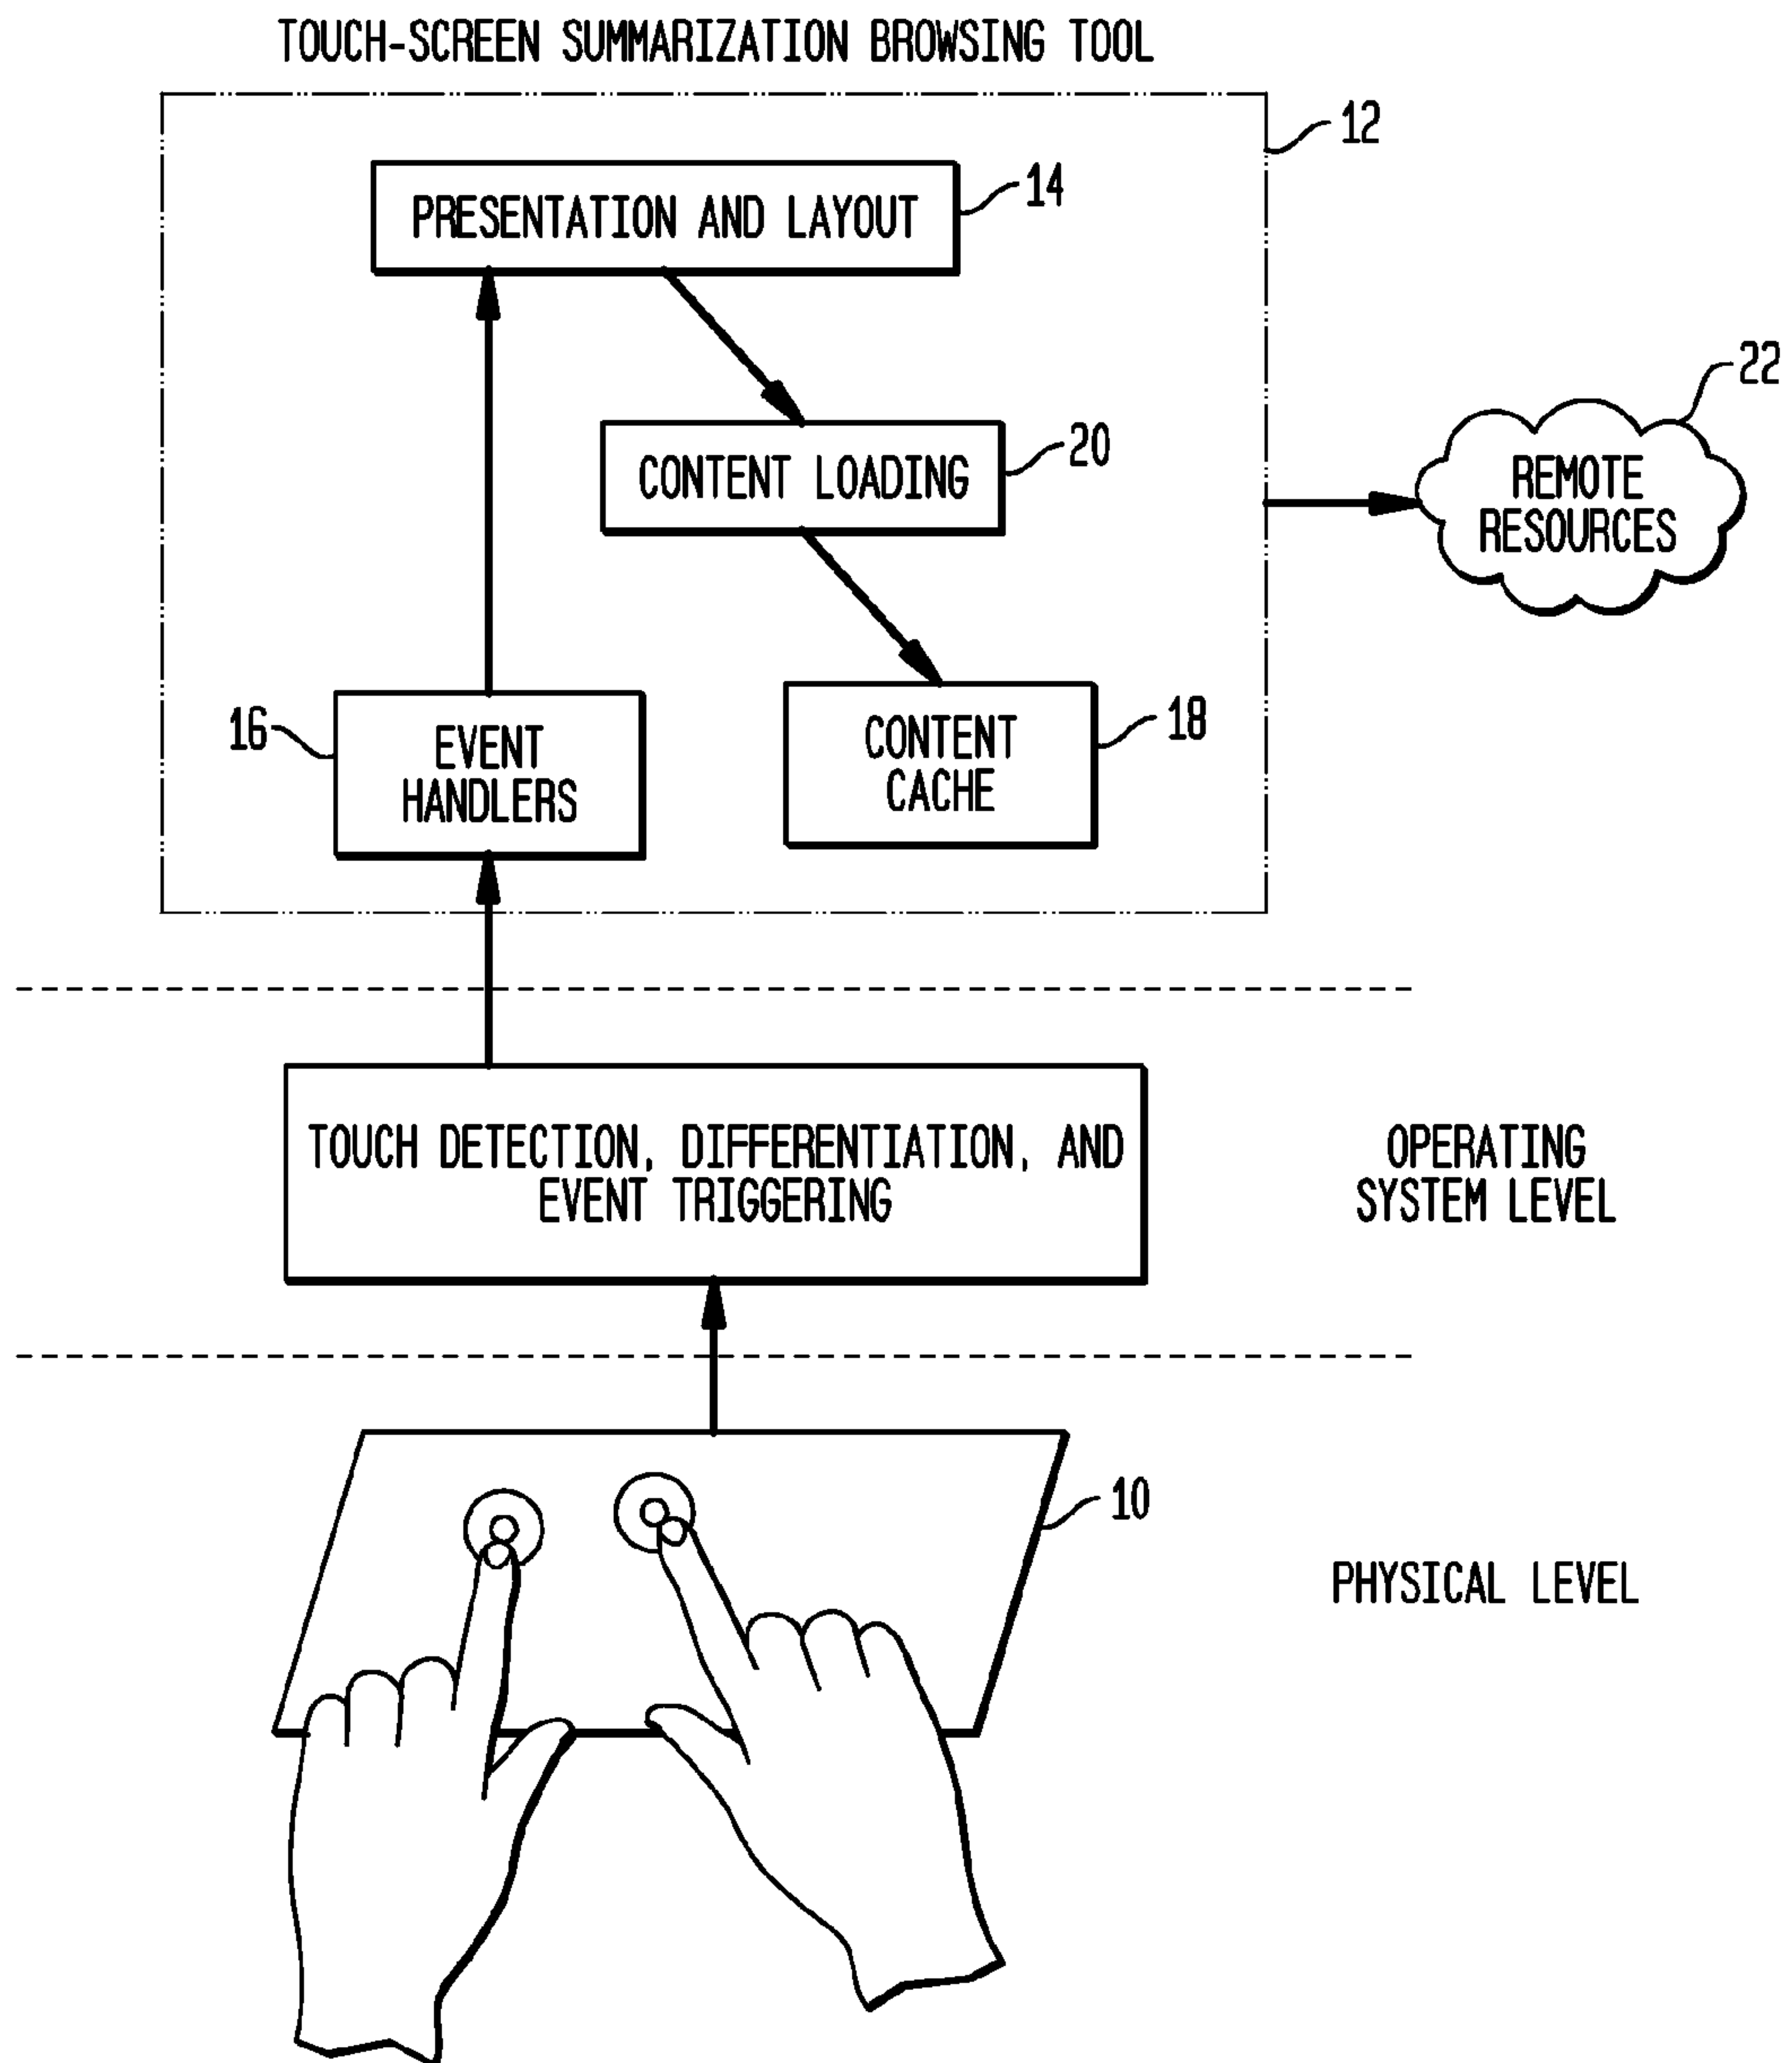 TOUCH-SCREEN SUMMARIZATION BROWSING TOOL
12
PRESENTATION AND LAYOUT
14
22
CONTENT LOADING
20
REMOTE
RESOURCES
16
EVENT
HANDLERS
CONTENT
CACHE
18
TOUCH DETECTION, DIFFERENTIATION, AND
EVENT TRIGGERING
OPERATING
SYSTEM LEVEL
10
PHYSICAL LEVEL